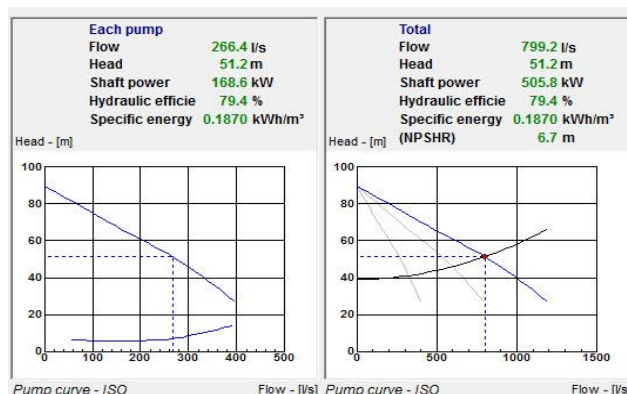 Each pump
Flow 266.4 l/s
Head 51.2 m
Shaft power 168.6 kW
Hydraulic efficie 79.4 %
Specific energy 0.1870 kWh/m³
Head - [m]
100
80
60
40
20
0
0 100 200 300 400 500
Pump curve - ISO Flow - [l/s]
Total
Flow 799.2 l/s
Head 51.2 m
Shaft power 505.8 kW
Hydraulic efficie 79.4 %
Specific energy 0.1870 kWh/m³
Head - [m] (NPSHR) 6.7 m
100
80
60
40
20
0
0 500 1000 1500
Pump curve - ISO Flow - [l/s]